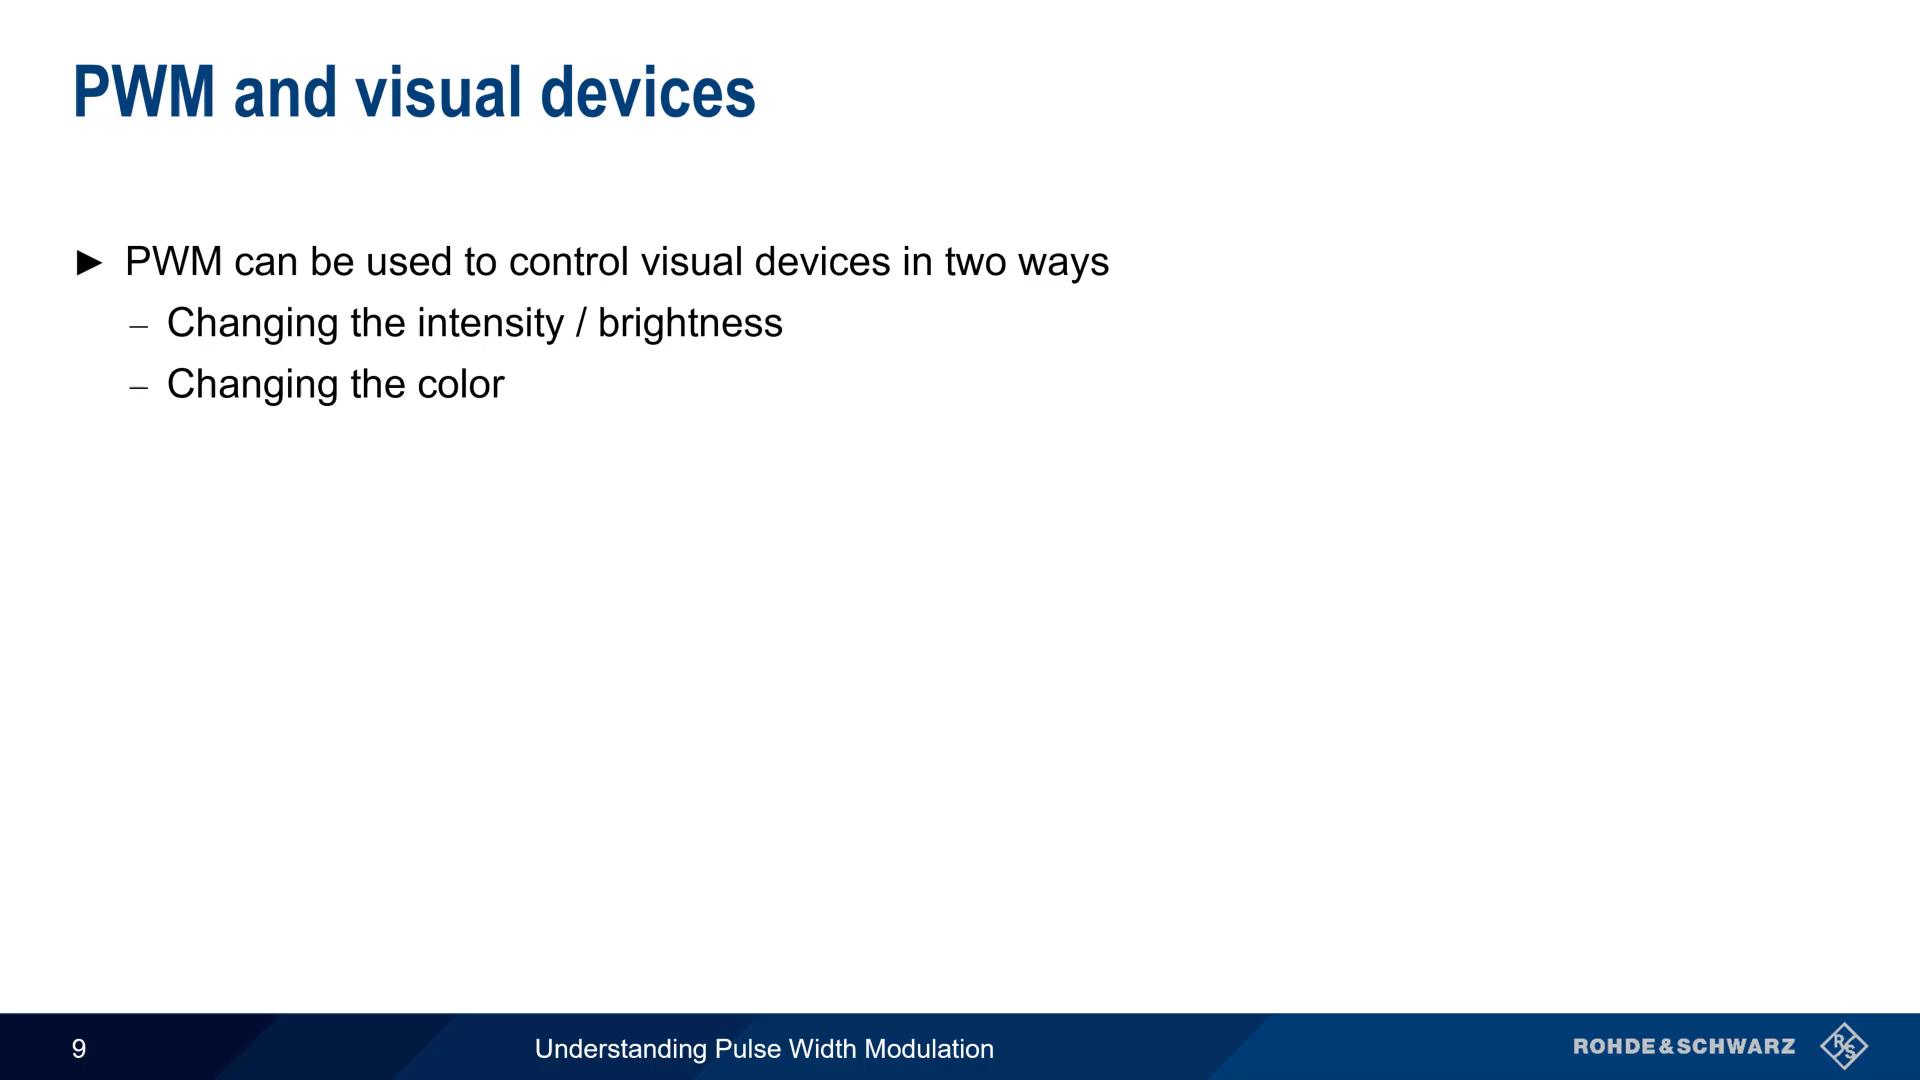 PWM and visual devices
► PWM can be used to control visual devices in two ways
– Changing the intensity / brightness
– Changing the color
9
Understanding Pulse Width Modulation
ROHDE&SCHWARZ
R&S